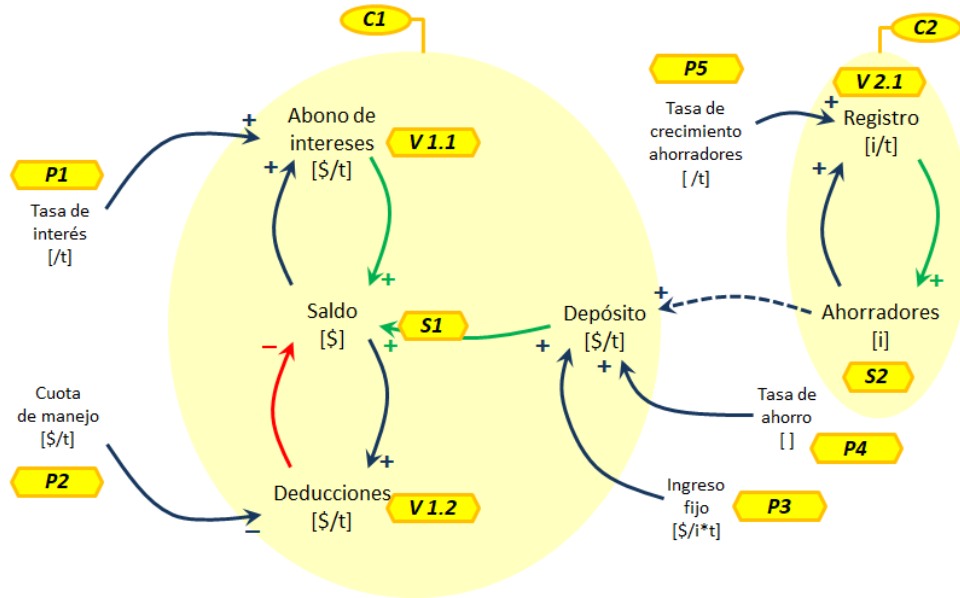 C1
C2
P5
V 2.1
Abono de
intereses
[$/t]
V 1.1
Tasa de
crecimiento
ahorradores
[ /t]
Registro
[i/t]
+
+
+
+
P1
Tasa de
interés
[/t]
+
+
Saldo
[$]
S1
Depósito
[$/t]
+
Ahorradores
[i]
–
+
+
+
S2
Cuota
de manejo
[$/t]
Tasa de
ahorro
[ ]
P4
P2
+
Deducciones
[$/t]
V 1.2
–
Ingreso
fijo
[$/i*t]
P3